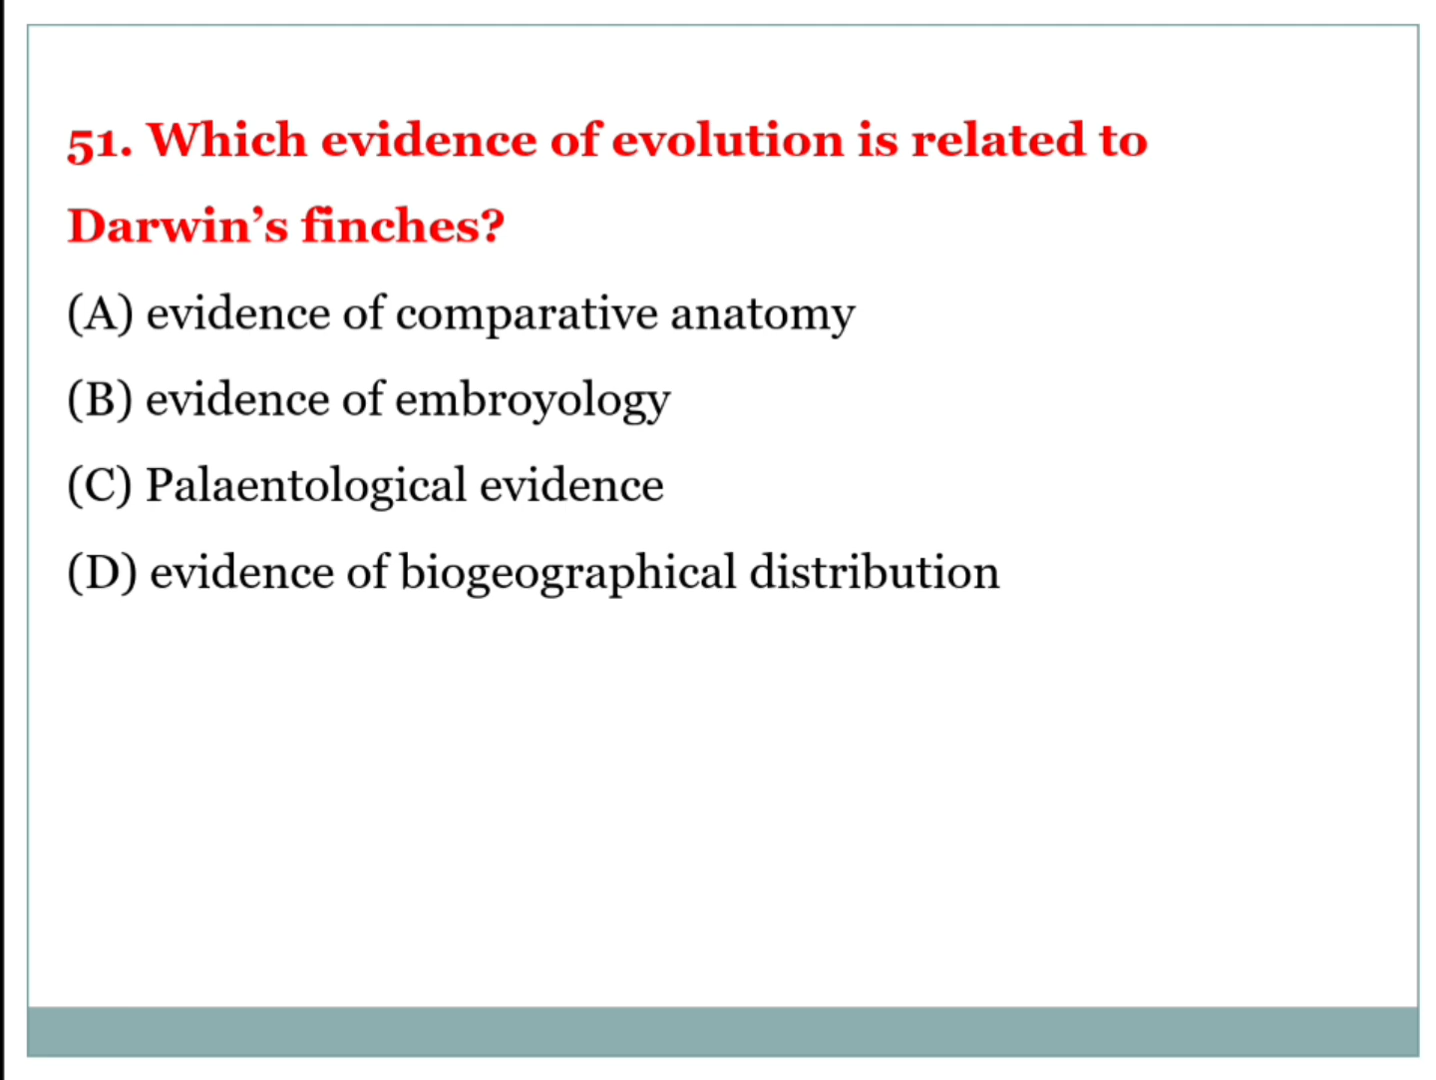 51. Which evidence of evolution is related to
Darwin’s finches?
(A) evidence of comparative anatomy
(B) evidence of embroyology
(C) Palaentological evidence
(D) evidence of biogeographical distribution